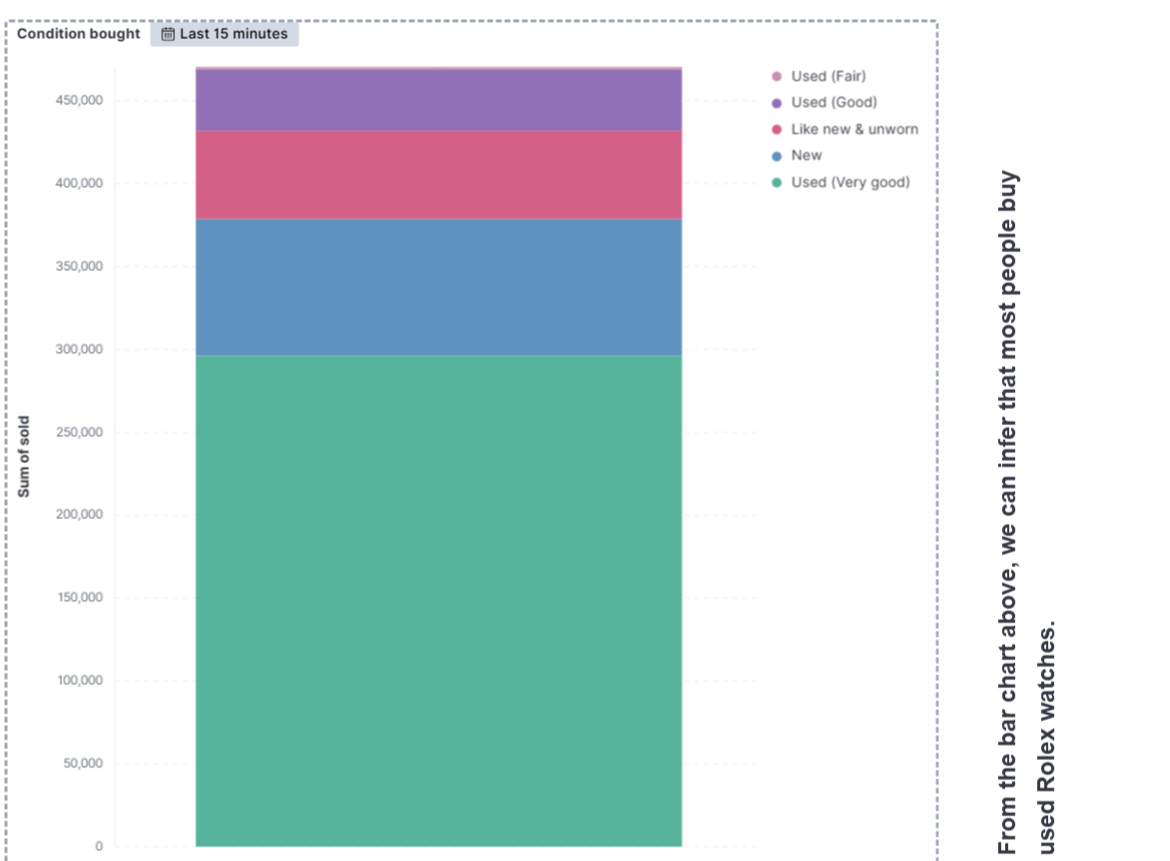 Condition bought
Last 15 minutes
Used (Fair)
Used (Good)
Like new & unworn
New
Used (Very good)
450,000
400,000
350,000
300,000
250,000
200,000
150,000
100,000
50,000
0
Sum of sold
From the bar chart above, we can infer that most people buy
used Rolex watches.